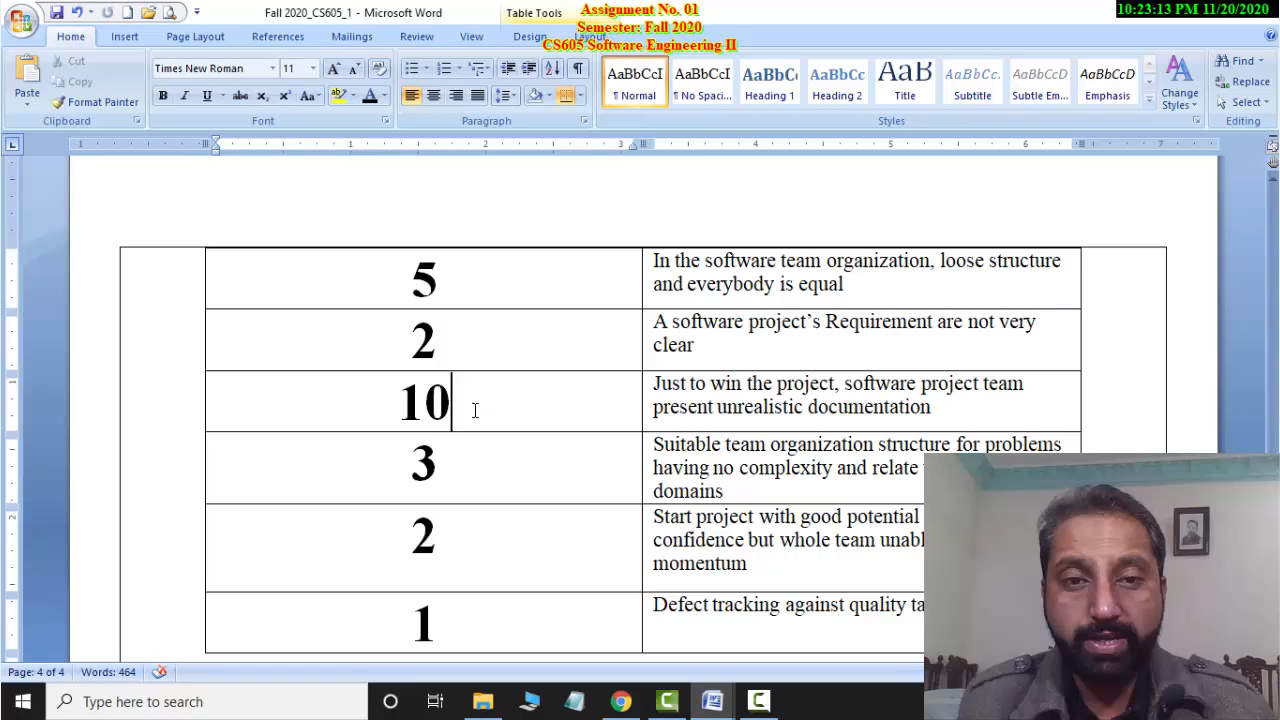 Fall 2020_CS605_1 - Microsoft Word
Table Tools
Assignment No. 01
Semester: Fall 2020
CS605 Software Engineering II
10:23:13 PM 11/20/2020
Home Insert Page Layout References Mailings Review View Design Layout
Paste
Cut
Copy
Format Painter
Clipboard
Times New Roman 11
Font
Paragraph
AaBbCcI AaBbCcI AaBbCc AaBbCc AaB AaBbCc. AaBbCcD AaBbCcD
¶ Normal ¶ No Spaci... Heading 1 Heading 2 Title Subtitle Subtle Em... Emphasis
Change Styles
Styles
Find
Replace
Select
Editing
5
In the software team organization, loose structure
and everybody is equal
2
A software project’s Requirement are not very
clear
10
Just to win the project, software project team
present unrealistic documentation
3
Suitable team organization structure for problems
having no complexity and relate
domains
2
Start project with good potential
confidence but whole team unabl
momentum
1
Defect tracking against quality ta
Page: 4 of 4 Words: 464
Type here to search